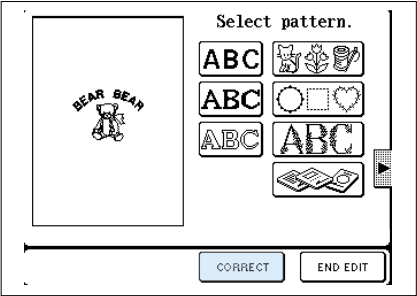 Select pattern.
ABC
BEAR BEAR
ABC
ABC
ABC
CORRECT
END EDIT